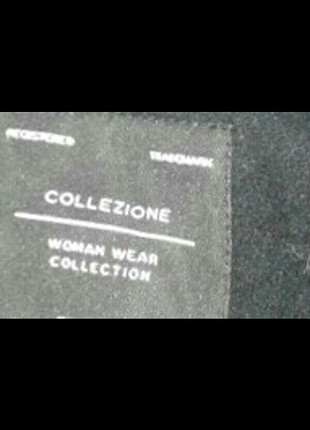 REGISTERED
TRADEMARK
COLLEZIONE
WOMAN WEAR
COLLECTION